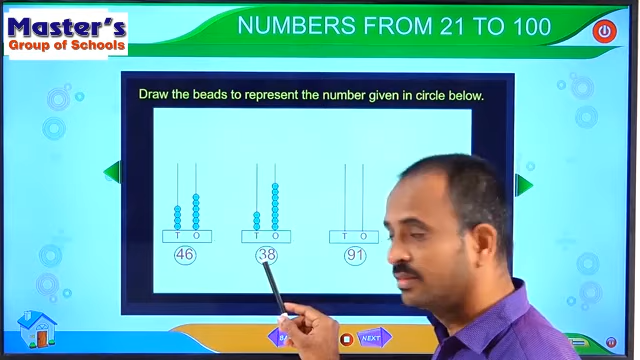 Master's
Group of Schools
NUMBERS FROM 21 TO 100
Draw the beads to represent the number given in circle below.
T O T O T O
46 38 91
BA NEXT